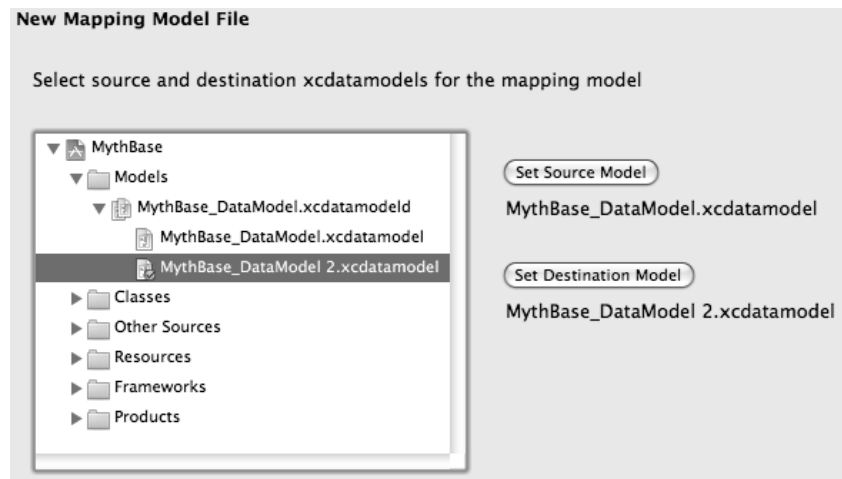 New Mapping Model File
Select source and destination xcdatamodels for the mapping model
MythBase
Models
MythBase_DataModel.xcdatamodeld
MythBase_DataModel.xcdatamodel
MythBase_DataModel 2.xcdatamodel
Classes
Other Sources
Resources
Frameworks
Products
Set Source Model
MythBase_DataModel.xcdatamodel
Set Destination Model
MythBase_DataModel 2.xcdatamodel